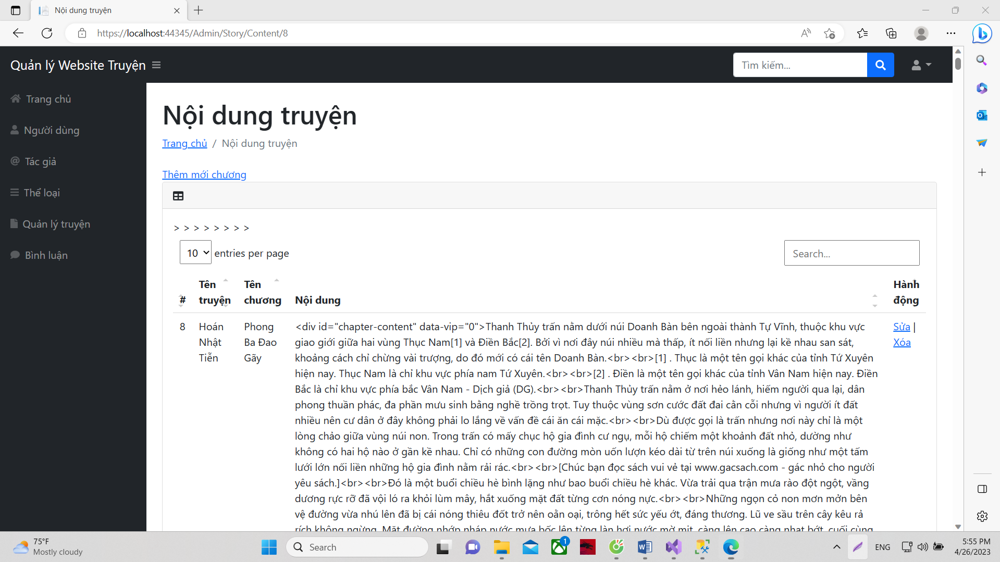 Nội dung truyện
https://localhost:44345/Admin/Story/Content/8
Quản lý Website Truyện
Tìm kiếm...
Trang chủ
Người dùng
Tác giả
Thể loại
Quản lý truyện
Bình luận
Nội dung truyện
Trang chủ / Nội dung truyện
Thêm mới chương
> > > > > > > >
10 entries per page
Search...
# Tên truyện Tên chương Nội dung Hành động
8 Hoán Nhật Tiễn
Phong Ba Đao Gãy
<div id="chapter-content" data-vip="0">Thanh Thủy trấn nằm dưới núi Doanh Bàn bên ngoài thành Tự Vĩnh, thuộc khu vực
giao giới giữa hai vùng Thục Nam[1] và Điền Bắc[2]. Bởi vì nơi đây núi nhiều mà thấp, ít nối liền nhưng lại kề nhau san sát,
khoảng cách chỉ chừng vài trượng, do đó mới có cái tên Doanh Bàn.<br><br>[1] . Thục là một tên gọi khác của tỉnh Tứ Xuyên
hiện nay. Thục Nam là chỉ khu vực phía nam Tứ Xuyên.<br><br>[2] . Điền là một tên gọi khác của tỉnh Vân Nam hiện nay. Điền
Bắc là chỉ khu vực phía bắc Vân Nam - Dịch giả (DG).<br><br>Thanh Thủy trấn nằm ở nơi hẻo lánh, hiếm người qua lại, dân
phong thuần phác, đa phần mưu sinh bằng nghề trồng trọt. Tuy thuộc vùng sơn cước đất đai cằn cỗi nhưng vì người ít đất
nhiều nên cư dân ở đây không phải lo lắng về vấn đề cái ăn cái mặc.<br><br>Dù được gọi là trấn nhưng nơi này chỉ là một
lòng chảo giữa vùng núi non. Trong trấn có mấy chục hộ gia đình cư ngụ, mỗi hộ chiếm một khoảnh đất nhỏ, dường như
không có hai hộ nào ở gần kề nhau. Chỉ có những con đường mòn uốn lượn kéo dài từ trên núi xuống là giống như một tấm
lưới lớn nối liền những hộ gia đình nằm rải rác.<br><br>[Chúc bạn đọc sách vui vẻ tại www.gacsach.com - gác nhỏ cho người
yêu sách.]<br><br>Đó là một buổi chiều hè bình lặng như bao buổi chiều hè khác. Vừa trải qua trận mưa rào đột ngột, vầng
dương rực rỡ đã vội ló ra khỏi lùm mây, hắt xuống mặt đất từng cơn nóng nực.<br><br>Những ngọn cỏ non mơn mởn bên
vệ đường vừa nhú lên đã bị cái nóng thiêu đốt trở nên oằn oại, trông hết sức yếu ớt, đáng thương. Lũ ve sầu trên cây kêu rả
rích không ngừng. Mặt đường nhớp nháp nước mưa bốc lên từng làn hơi nước mờ mịt, càng lên cao càng nhạt bớt, cuối cùng
Sửa |
Xóa
75°F
Mostly cloudy
Search
1
ENG
5:55 PM
4/26/2023